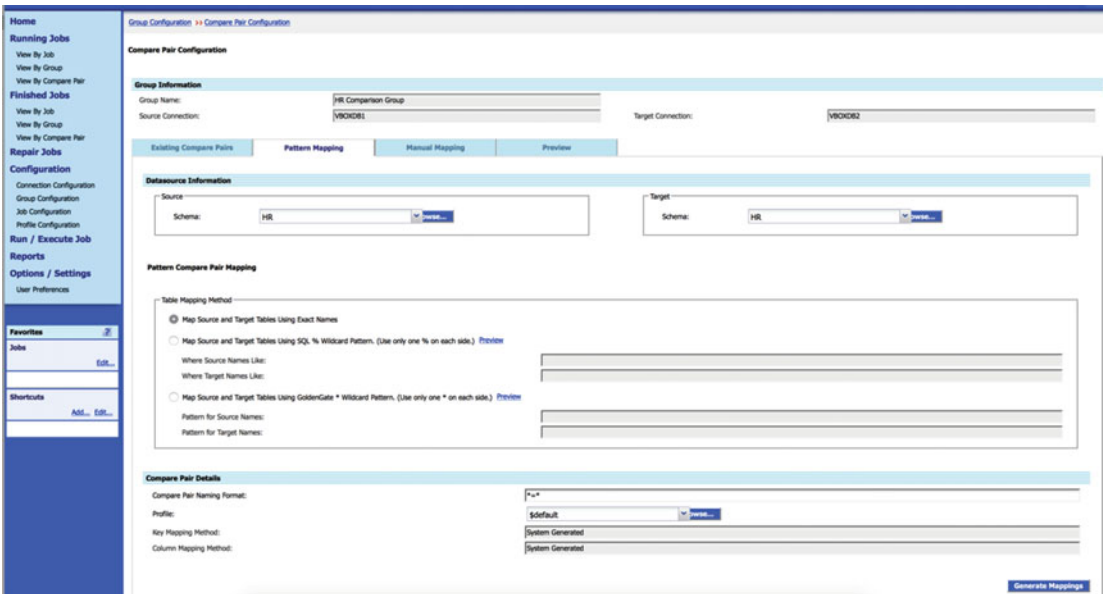 Home
Running Jobs
View By Job
View By Group
View By Compare Pair
Finished Jobs
View By Job
View By Group
View By Compare Pair
Repair Jobs
Configuration
Connection Configuration
Group Configuration
Job Configuration
Profile Configuration
Run / Execute Job
Reports
Options / Settings
User Preferences
Favorites
Jobs
Edit...
Shortcuts
Add... Edit...
Group Configuration Compare Pair Configuration
Compare Pair Configuration
Group Information
Group Name: HR Comparison Group
Source Connection: VBOXDB1 Target Connection: VBOXDB2
Existing Compare Pairs Pattern Mapping Manual Mapping Preview
Datasource Information
Source Target
Schema: HR owse... Schema: HR owse...
Pattern Compare Pair Mapping
Table Mapping Method
Map Source and Target Tables Using Exact Names
Map Source and Target Tables Using SQL % Wildcard Pattern. (Use only one % on each side.) Preview
Where Source Names Like:
Where Target Names Like:
Map Source and Target Tables Using GoldenGate * Wildcard Pattern. (Use only one * on each side.) Preview
Pattern for Source Names:
Pattern for Target Names:
Compare Pair Details
Compare Pair Naming Format: *=*
Profile: $default owse...
Key Mapping Method: System Generated
Column Mapping Method: System Generated
Generate Mappings